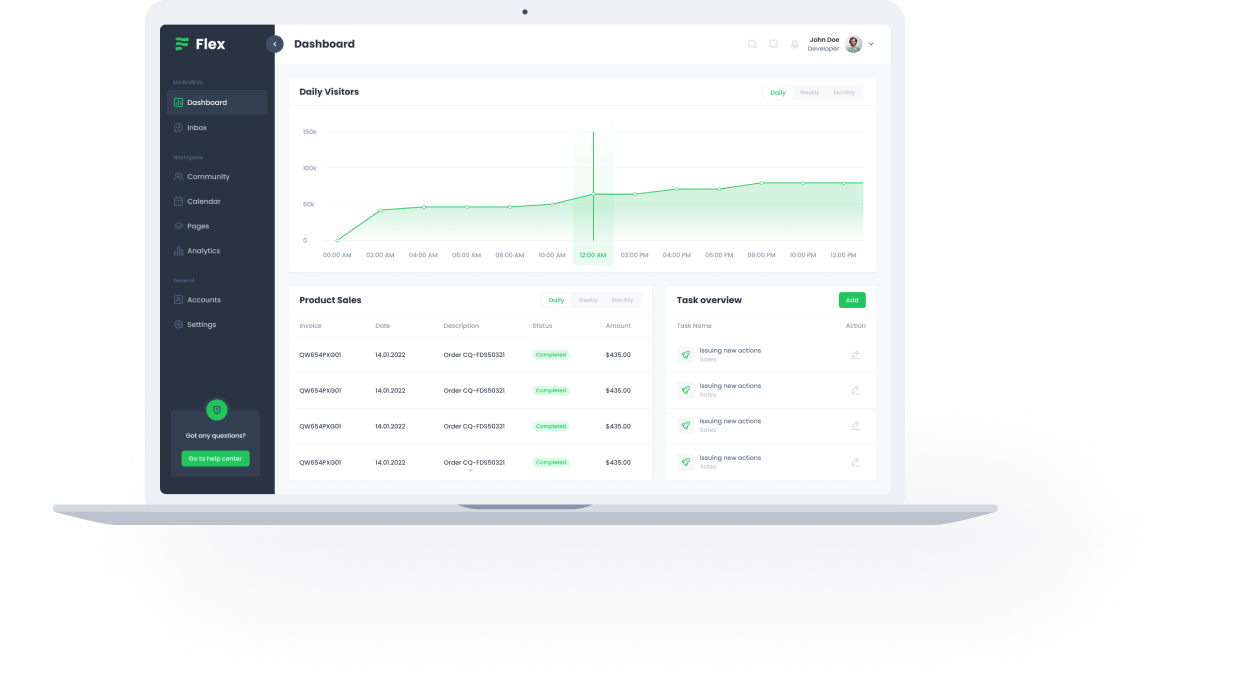 Flex
Dashboard
John Doe
Developer
MAIN MENU
Dashboard
Inbox
Workspace
Community
Calendar
Pages
Analytics
General
Accounts
Settings
Got any questions?
Go to help center
Daily Visitors
Daily Weekly Monthly
150k
100k
50k
0
00:00 AM 02:00 AM 04:00 AM 06:00 AM 08:00 AM 10:00 AM 12:00 AM 02:00 PM 04:00 PM 06:00 PM 08:00 PM 10:00 PM 12:00 PM
Product Sales
Daily Weekly Monthly
Invoice Date Description Status Amount
QW654PXG01 14.01.2022 Order CQ-FDS50321 Completed $435.00
QW654PXG01 14.01.2022 Order CQ-FDS50321 Completed $435.00
QW654PXG01 14.01.2022 Order CQ-FDS50321 Completed $435.00
QW654PXG01 14.01.2022 Order CQ-FDS50321 Completed $435.00
Task overview
Add
Task Name Action
Issuing new actions
Sales
Issuing new actions
Sales
Issuing new actions
Sales
Issuing new actions
Sales